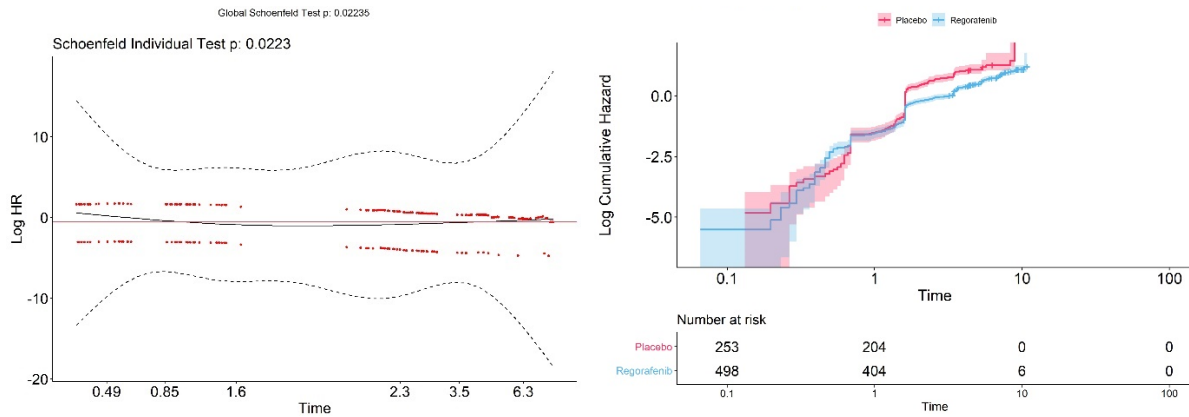 Global Schoenfeld Test p: 0.02235
Schoenfeld Individual Test p: 0.0223
Log HR
10
0
-10
-20
0.49 0.85 1.6 2.3 3.5 6.3
Time
Placebo Regorafenib
Log Cumulative Hazard
0.0
-2.5
-5.0
0.1 1 10 100
Time
Number at risk
Placebo 253 204 0 0
Regorafenib 498 404 6 0
0.1 1 10 100
Time